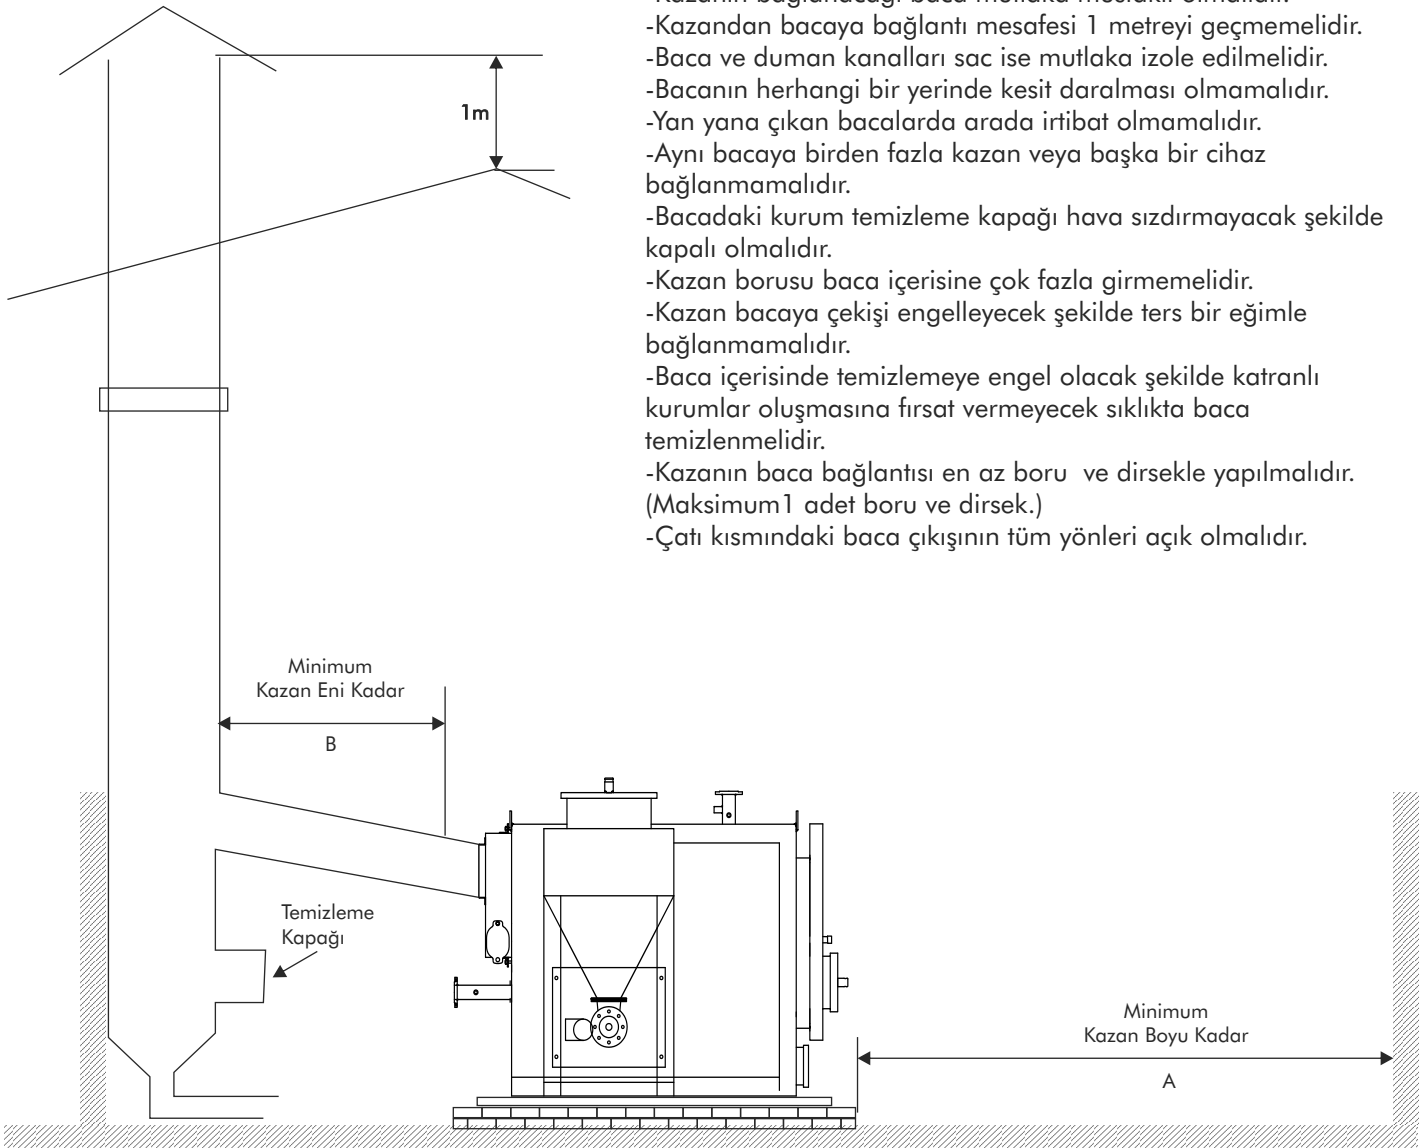 -Kazandan bacaya bağlantı mesafesi 1 metreyi geçmemelidir.
-Baca ve duman kanalları sac ise mutlaka izole edilmelidir.
-Bacanın herhangi bir yerinde kesit daralması olmamalıdır.
-Yan yana çıkan bacalarda arada irtibat olmamalıdır.
-Aynı bacaya birden fazla kazan veya başka bir cihaz
bağlanmamalıdır.
-Bacadaki kurum temizleme kapağı hava sızdırmayacak şekilde
kapalı olmalıdır.
-Kazan borusu baca içerisine çok fazla girmemelidir.
-Kazan bacaya çekişi engelleyecek şekilde ters bir eğimle
bağlanmamalıdır.
-Baca içerisinde temizlemeye engel olacak şekilde katranlı
kurumlar oluşmasına fırsat vermeyecek sıklıkta baca
temizlenmelidir.
-Kazanın baca bağlantısı en az boru  ve dirsekle yapılmalıdır.
(Maksimum1 adet boru ve dirsek.)
-Çatı kısmındaki baca çıkışının tüm yönleri açık olmalıdır.
1m
Minimum
Kazan Eni Kadar
B
Temizleme
Kapağı
Minimum
Kazan Boyu Kadar
A